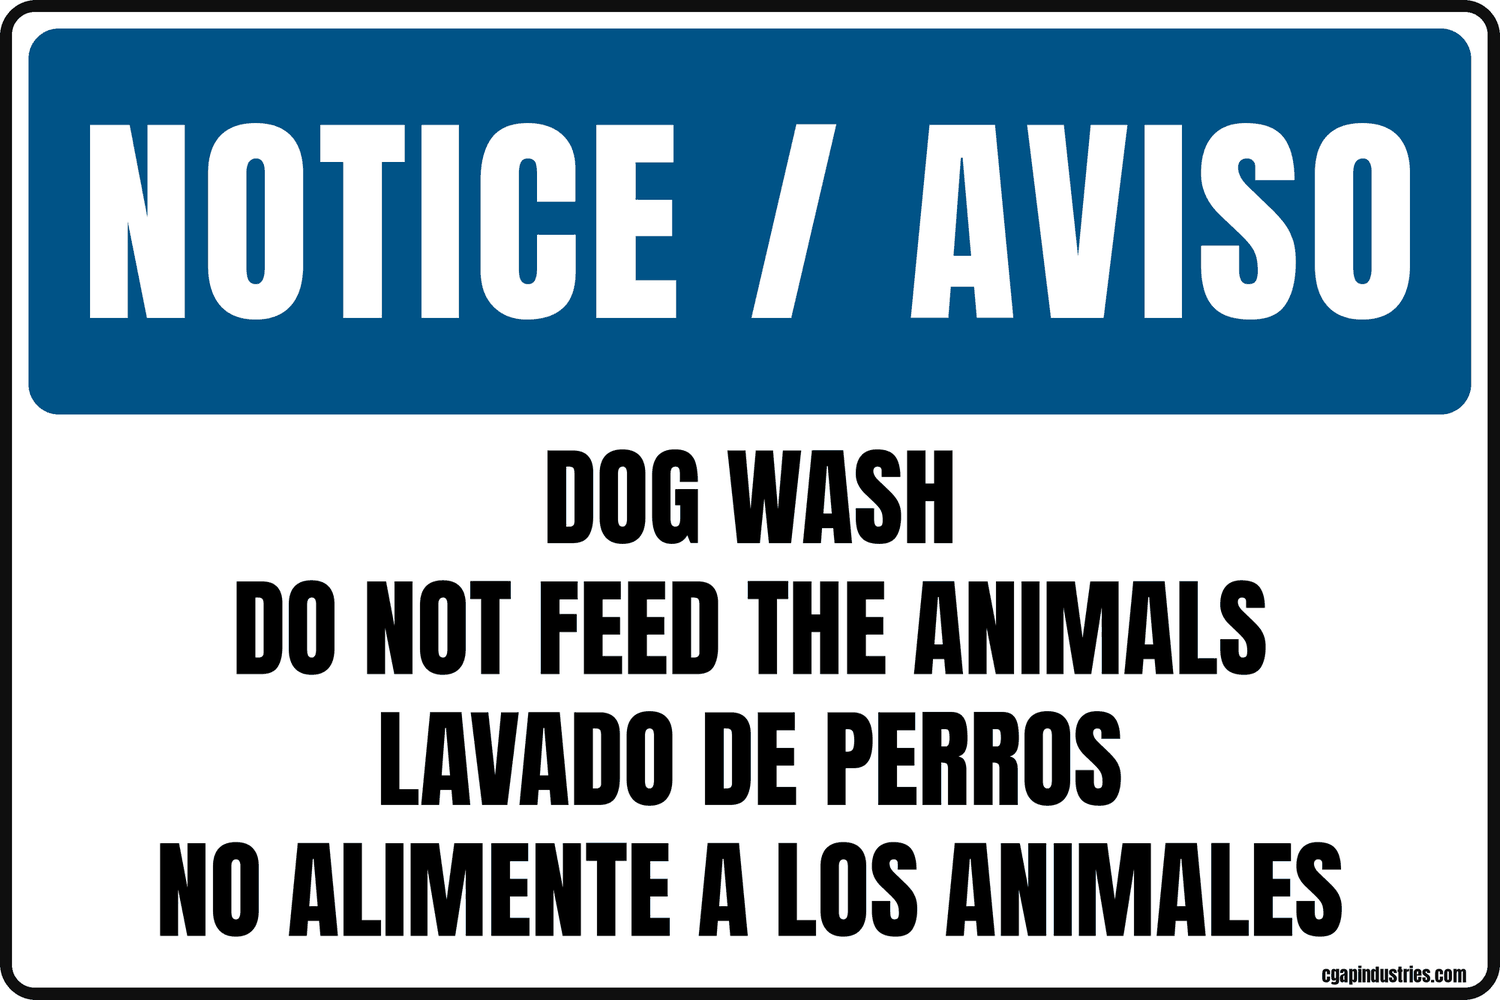 NOTICE / AVISO
DOG WASH
DO NOT FEED THE ANIMALS
LAVADO DE PERROS
NO ALIMENTE A LOS ANIMALES
cgapindustries.com